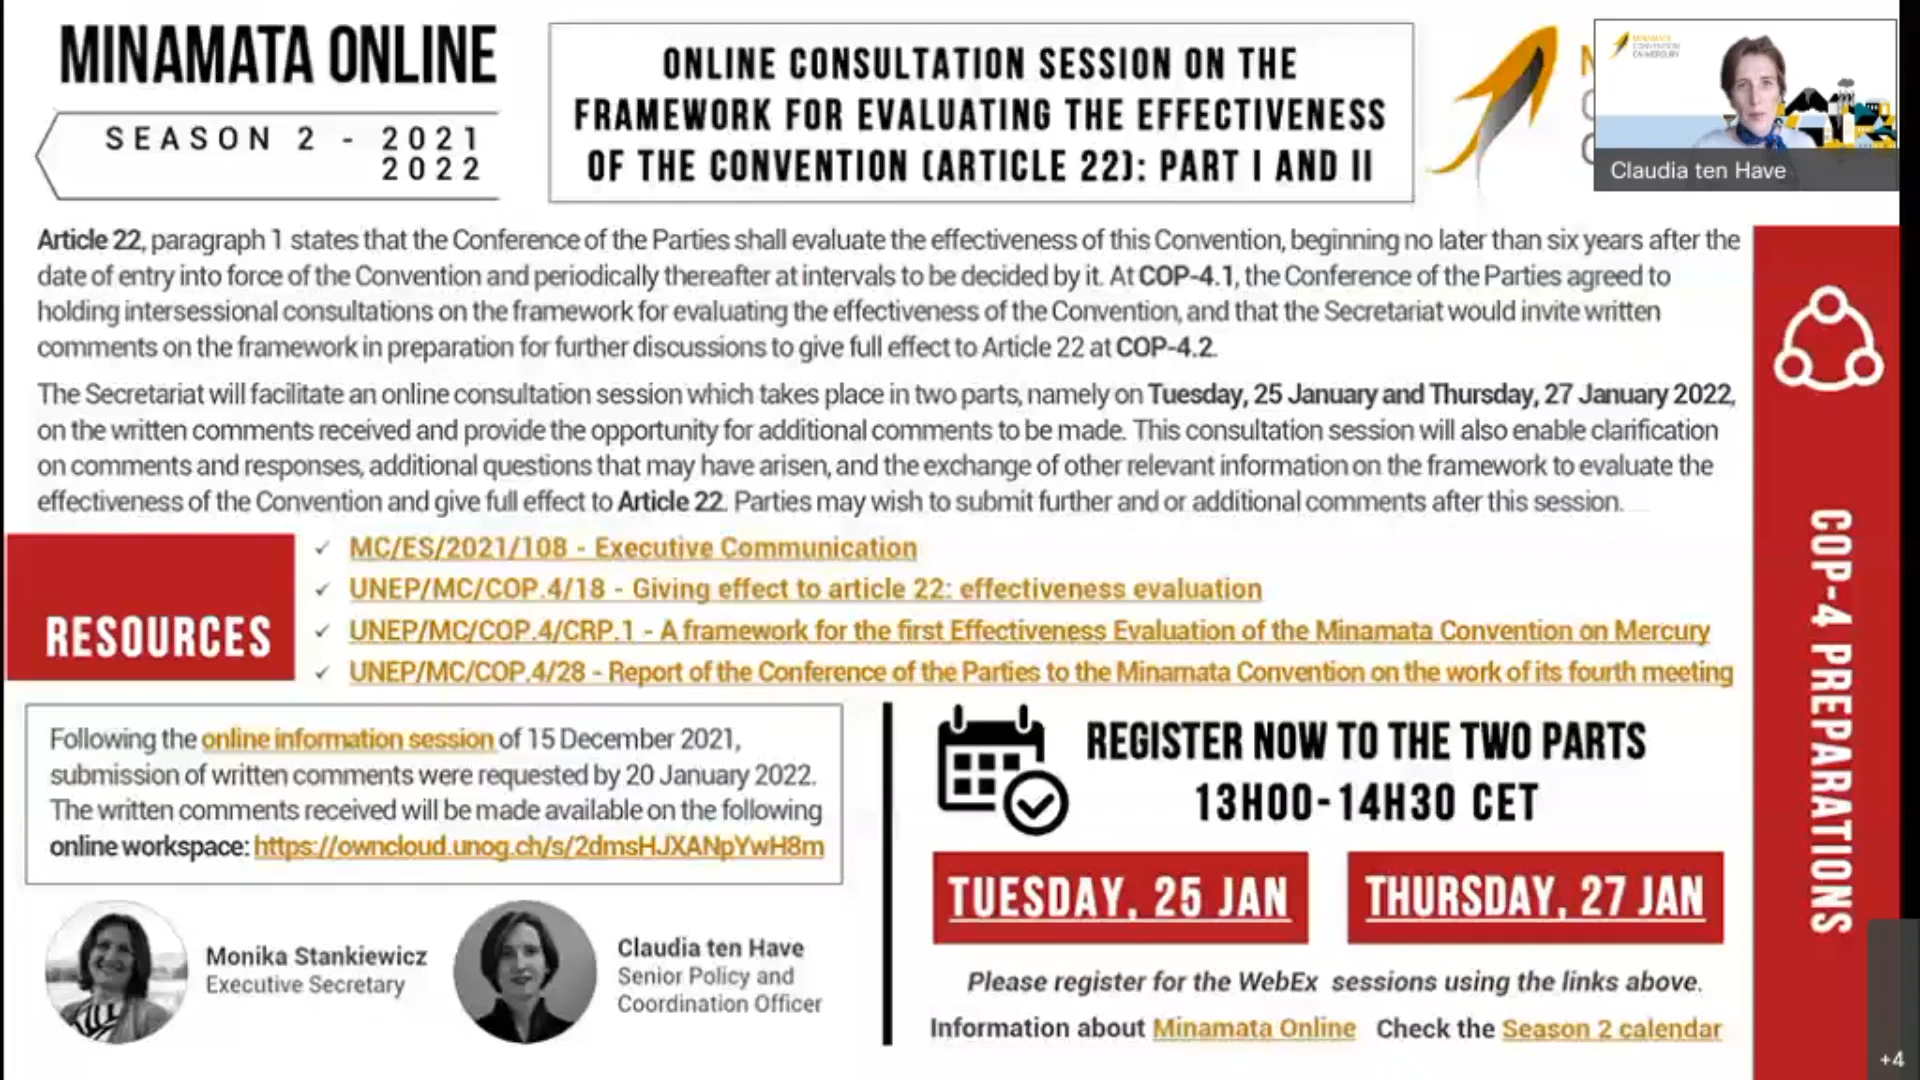 MINAMATA ONLINE
SEASON 2 - 2021
2022
ONLINE CONSULTATION SESSION ON THE
FRAMEWORK FOR EVALUATING THE EFFECTIVENESS
OF THE CONVENTION (ARTICLE 22): PART I AND II
MINAMATA
CONVENTION
ON MERCURY
Claudia ten Have
Article 22, paragraph 1 states that the Conference of the Parties shall evaluate the effectiveness of this Convention, beginning no later than six years after the
date of entry into force of the Convention and periodically thereafter at intervals to be decided by it. At COP-4.1, the Conference of the Parties agreed to
holding intersessional consultations on the framework for evaluating the effectiveness of the Convention, and that the Secretariat would invite written
comments on the framework in preparation for further discussions to give full effect to Article 22 at COP-4.2.
The Secretariat will facilitate an online consultation session which takes place in two parts, namely on Tuesday, 25 January and Thursday, 27 January 2022,
on the written comments received and provide the opportunity for additional comments to be made. This consultation session will also enable clarification
on comments and responses, additional questions that may have arisen, and the exchange of other relevant information on the framework to evaluate the
effectiveness of the Convention and give full effect to Article 22. Parties may wish to submit further and or additional comments after this session.
COP-4 PREPARATIONS
RESOURCES
✓ MC/ES/2021/108 - Executive Communication
✓ UNEP/MC/COP.4/18 - Giving effect to article 22: effectiveness evaluation
✓ UNEP/MC/COP.4/CRP.1 - A framework for the first Effectiveness Evaluation of the Minamata Convention on Mercury
✓ UNEP/MC/COP.4/28 - Report of the Conference of the Parties to the Minamata Convention on the work of its fourth meeting
Following the online information session of 15 December 2021,
submission of written comments were requested by 20 January 2022.
The written comments received will be made available on the following
online workspace: https://owncloud.unog.ch/s/2dmsHJXANpYwH8m
Monika Stankiewicz
Executive Secretary
Claudia ten Have
Senior Policy and
Coordination Officer
REGISTER NOW TO THE TWO PARTS
13H00-14H30 CET
TUESDAY, 25 JAN
THURSDAY, 27 JAN
Please register for the WebEx sessions using the links above.
Information about Minamata Online Check the Season 2 calendar
+4